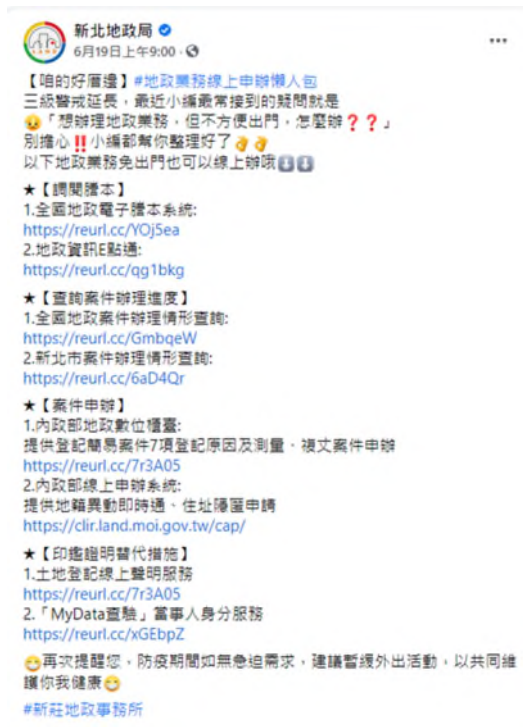 新北地政局
6月19日上午9:00·
【咱的好厝邊】#地政業務線上申辦懶人包
三級警戒延長,最近小編最常接到的疑問就是
😥「想辦理地政業務,但不方便出門,怎麼辦❓❓」
別擔心‼️小編都幫你整理好了👌👌
以下地政業務免出門也可以線上辦哦⬇️⬇️
★【調閱謄本】
1.全國地政電子謄本系統:
https://reurl.cc/YOj5ea
2.地政資訊E點通:
https://reurl.cc/qg1bkg
★【查詢案件辦理進度】
1.全國地政案件辦理情形查詢:
https://reurl.cc/GmbqeW
2.新北市案件辦理情形查詢:
https://reurl.cc/6aD4Qr
★【案件申辦】
1.內政部地政數位櫃臺:
提供登記簡易案件7項登記原因及測量、複丈案件申辦
https://reurl.cc/7r3A05
2.內政部線上申辦系統:
提供地籍異動即時通、住址隱匿申請
https://clir.land.moi.gov.tw/cap/
★【印鑑證明替代措施】
1.土地登記線上聲明服務
https://reurl.cc/7r3A05
2.「MyData查驗」當事人身分服務
https://reurl.cc/xGEbpZ
😷再次提醒您,防疫期間如無急迫需求,建議暫緩外出活動,以共同維
護你我健康😷
#新莊地政事務所